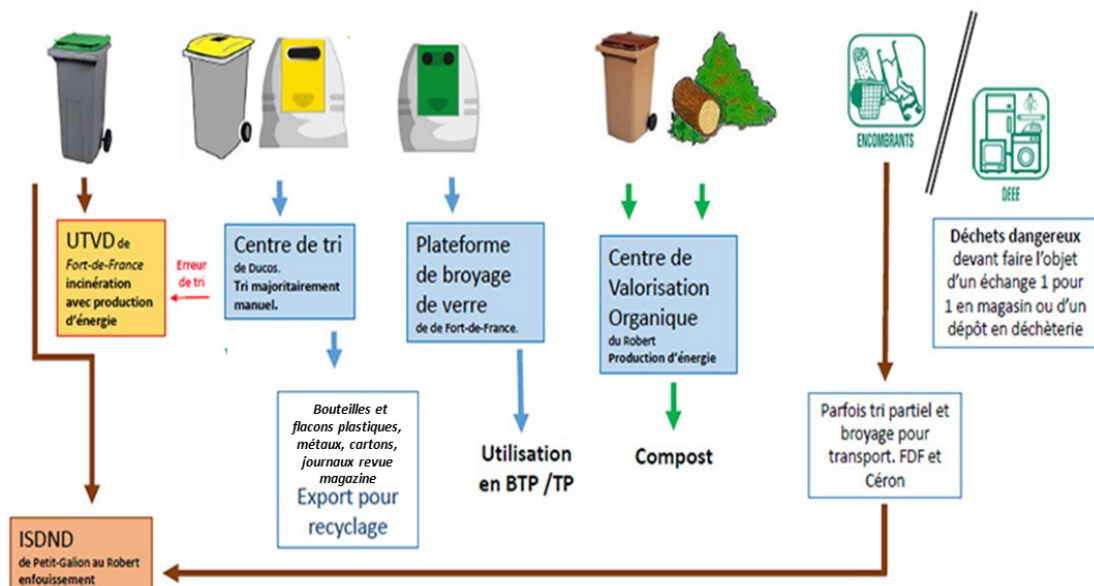 ENCOMBRANTS
DEEE
UTVD de
Fort-de-France
incinération
avec production
d'énergie
Erreur
de tri
Centre de tri
de Ducos.
Tri majoritairement
manuel.
Plateforme
de broyage
de verre
de de Fort-de-France.
Centre de
Valorisation
Organique
du Robert
Production d'énergie
Déchets dangereux
devant faire l'objet
d'un échange 1 pour
1 en magasin ou d'un
dépôt en déchèterie
Bouteilles et
flacons plastiques,
métaux, cartons,
journaux revue
magazine
Export pour
recyclage
Utilisation
en BTP /TP
Compost
Parfois tri partiel et
broyage pour
transport. FDF et
Céron
ISDND
de Petit-Galion au Robert
enfouissement